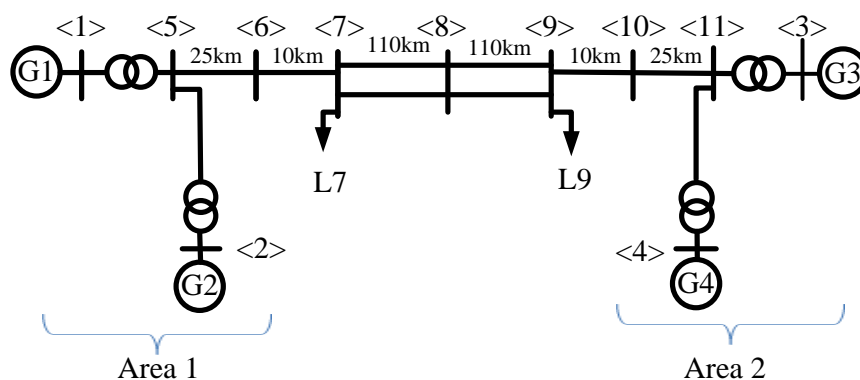 <1> <5> <6> <7> <8> <9> <10> <11> <3>
G1 25km 10km 110km 110km 10km 25km G3
L7 L9
<2> <4>
G2 G4
Area 1 Area 2